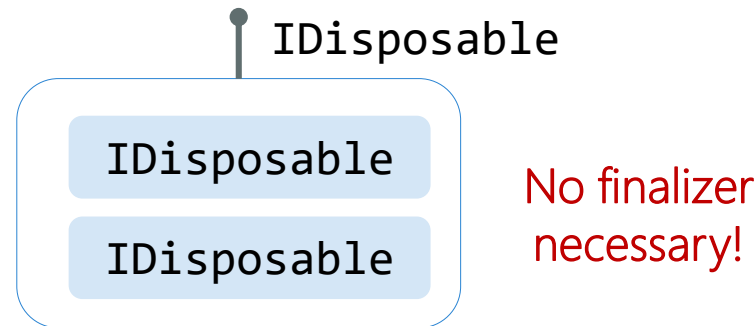 IDisposable
IDisposable
IDisposable
No finalizer
necessary!